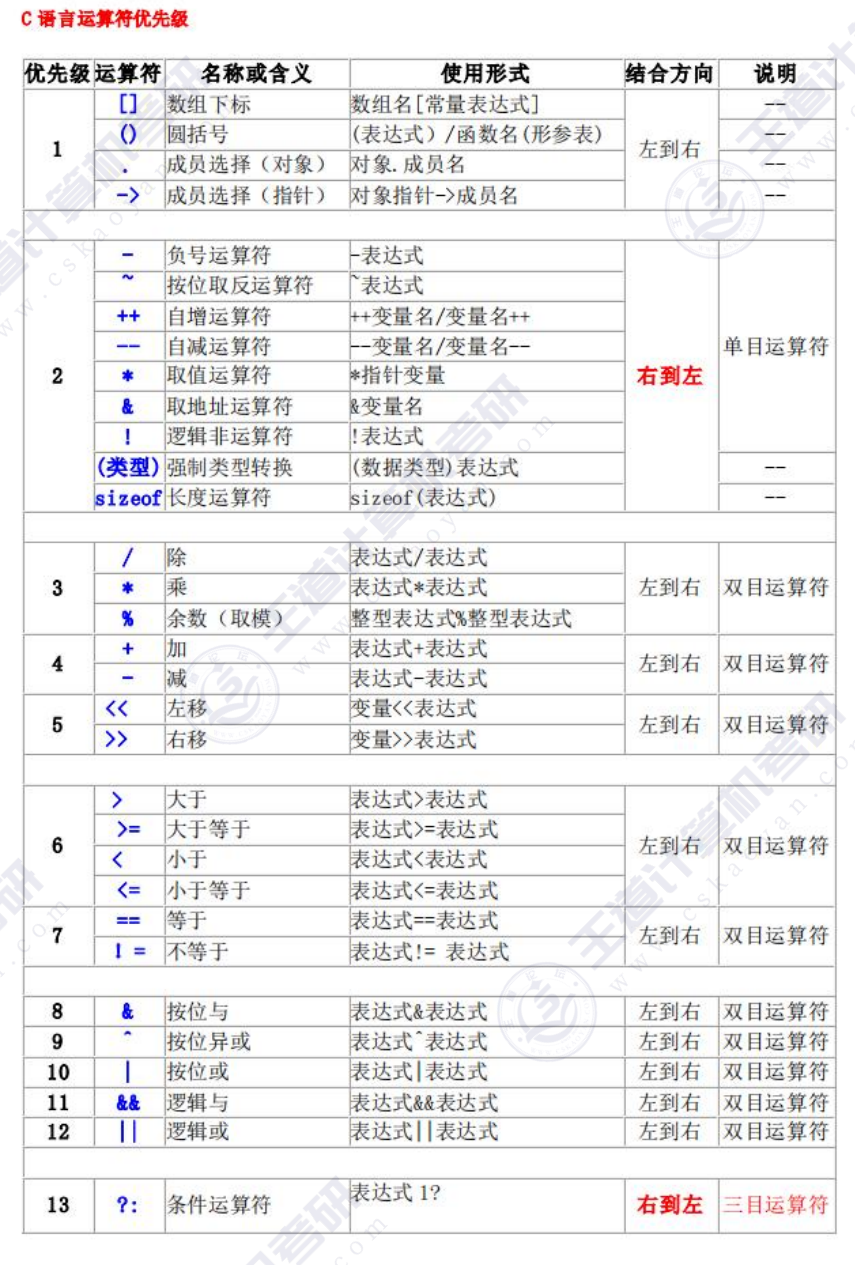 C 语言运算符优先级
优先级 运算符 名称或含义 使用形式 结合方向 说明
1 [] 数组下标 数组名[常量表达式] 左到右 --
() 圆括号 (表达式）/函数名(形参表) --
. 成员选择（对象） 对象.成员名 --
-> 成员选择（指针） 对象指针->成员名 --
2 - 负号运算符 -表达式 右到左 单目运算符
~ 按位取反运算符 ~表达式
++ 自增运算符 ++变量名/变量名++
-- 自减运算符 --变量名/变量名--
* 取值运算符 *指针变量
& 取地址运算符 &变量名
! 逻辑非运算符 !表达式
(类型) 强制类型转换 (数据类型)表达式 --
sizeof 长度运算符 sizeof(表达式) --
3 / 除 表达式/表达式 左到右 双目运算符
* 乘 表达式*表达式
% 余数（取模） 整型表达式%整型表达式
4 + 加 表达式+表达式 左到右 双目运算符
- 减 表达式-表达式
5 << 左移 变量<<表达式 左到右 双目运算符
>> 右移 变量>>表达式
6 > 大于 表达式>表达式 左到右 双目运算符
>= 大于等于 表达式>=表达式
< 小于 表达式<表达式
<= 小于等于 表达式<=表达式
7 == 等于 表达式==表达式 左到右 双目运算符
! = 不等于 表达式!= 表达式
8 & 按位与 表达式&表达式 左到右 双目运算符
9 ^ 按位异或 表达式^表达式 左到右 双目运算符
10 | 按位或 表达式|表达式 左到右 双目运算符
11 && 逻辑与 表达式&&表达式 左到右 双目运算符
12 || 逻辑或 表达式||表达式 左到右 双目运算符
13 ?: 条件运算符 表达式 1? 右到左 三目运算符
王道计算机考研
www.cskaoyan.com